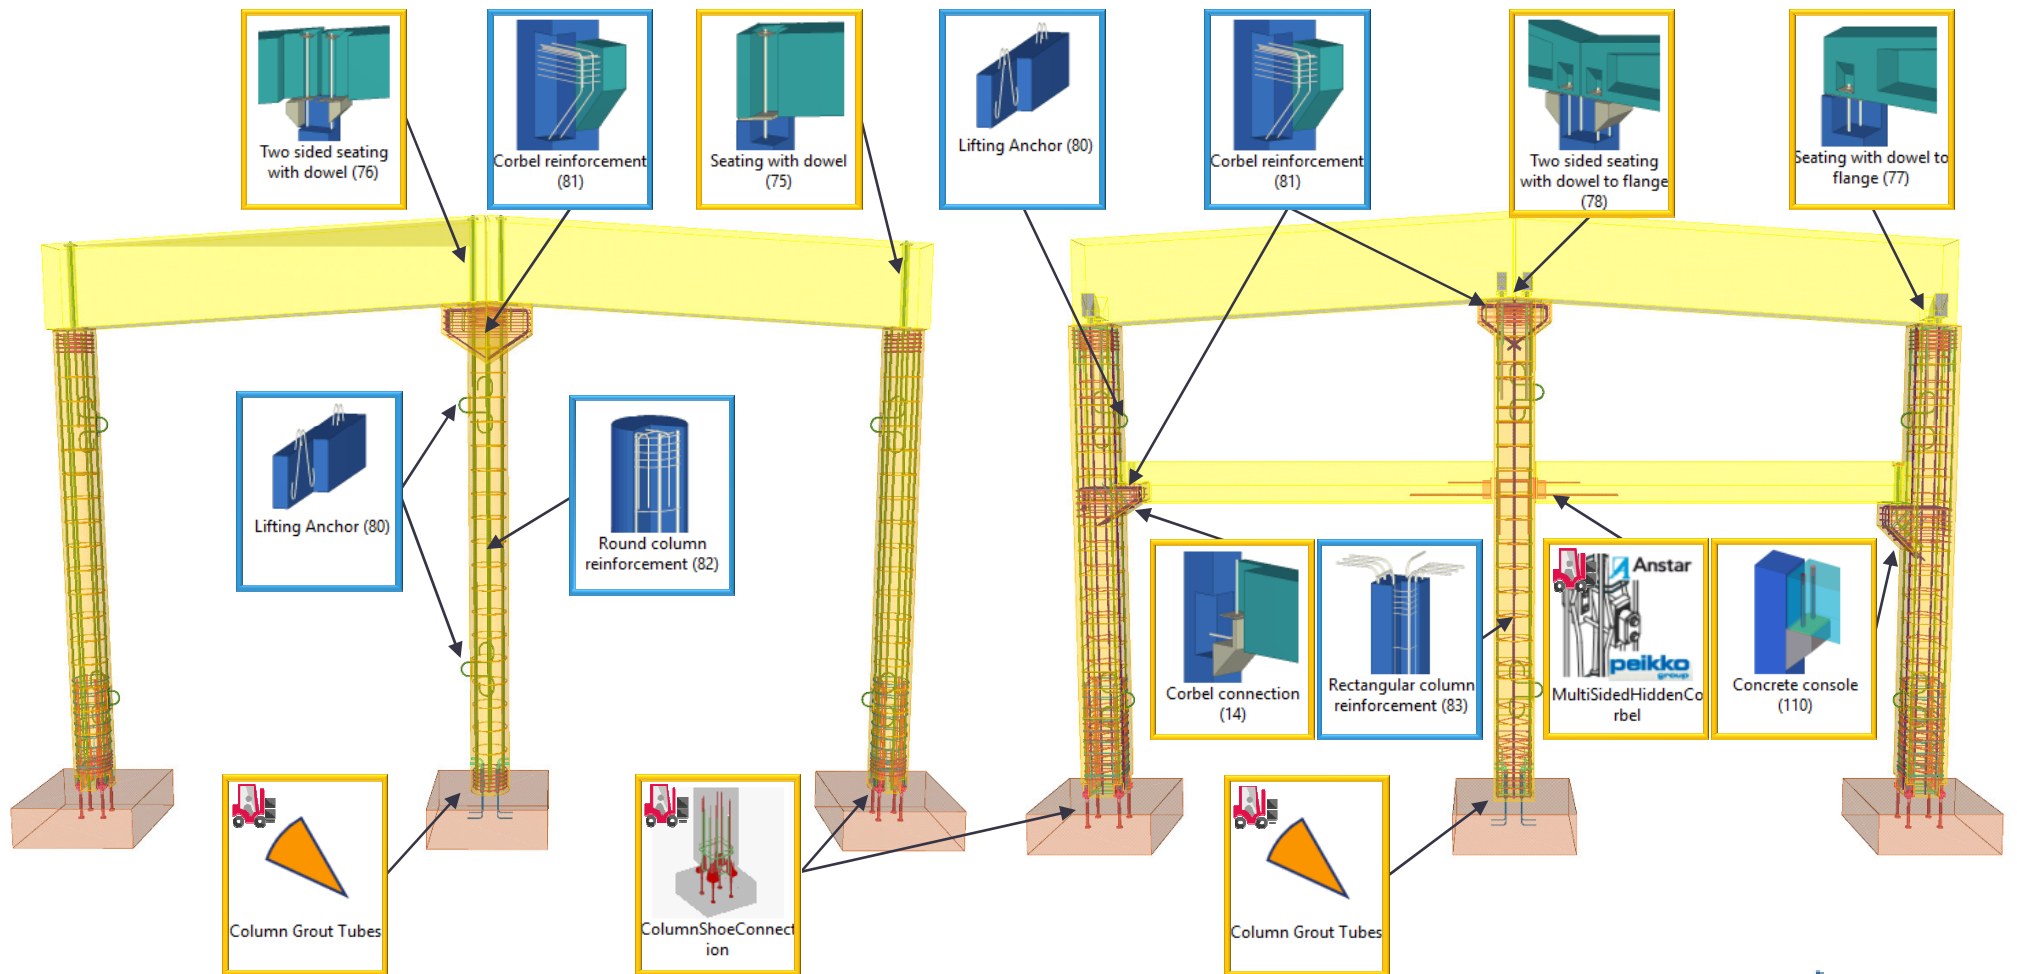 Two sided seating
with dowel (76)
Corbel reinforcement
(81)
Seating with dowel
(75)
Lifting Anchor (80)
Corbel reinforcement
(81)
Two sided seating
with dowel to flange
(78)
Seating with dowel to
flange (77)
Lifting Anchor (80)
Round column
reinforcement (82)
Corbel connection
(14)
Rectangular column
reinforcement (83)
Anstar
peikko
group
MultiSidedHiddenCo
rbel
Concrete console
(110)
Column Grout Tubes
ColumnShoeConnect
ion
Column Grout Tubes